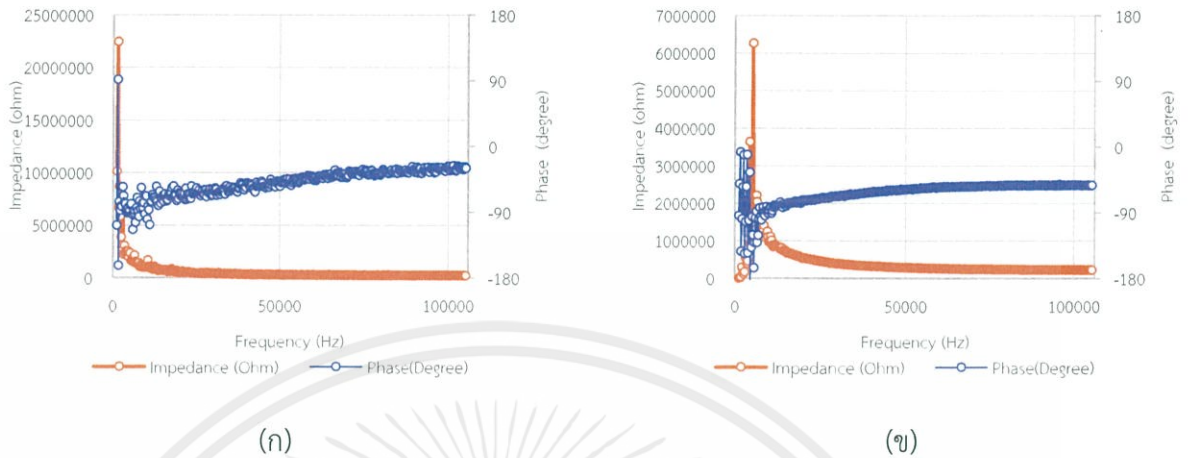 25000000
20000000
15000000
10000000
5000000
0
Impedance (ohm)
180
90
0
-90
-180
Phase (degree)
0
50000
100000
Frequency (Hz)
Impedance (Ohm)
Phase(Degree)
(ก)
7000000
6000000
5000000
4000000
3000000
2000000
1000000
0
Impedance (ohm)
180
90
0
-90
-180
Phase (degree)
0
50000
100000
Frequency (Hz)
Impedance (Ohm)
Phase(Degree)
(ข)